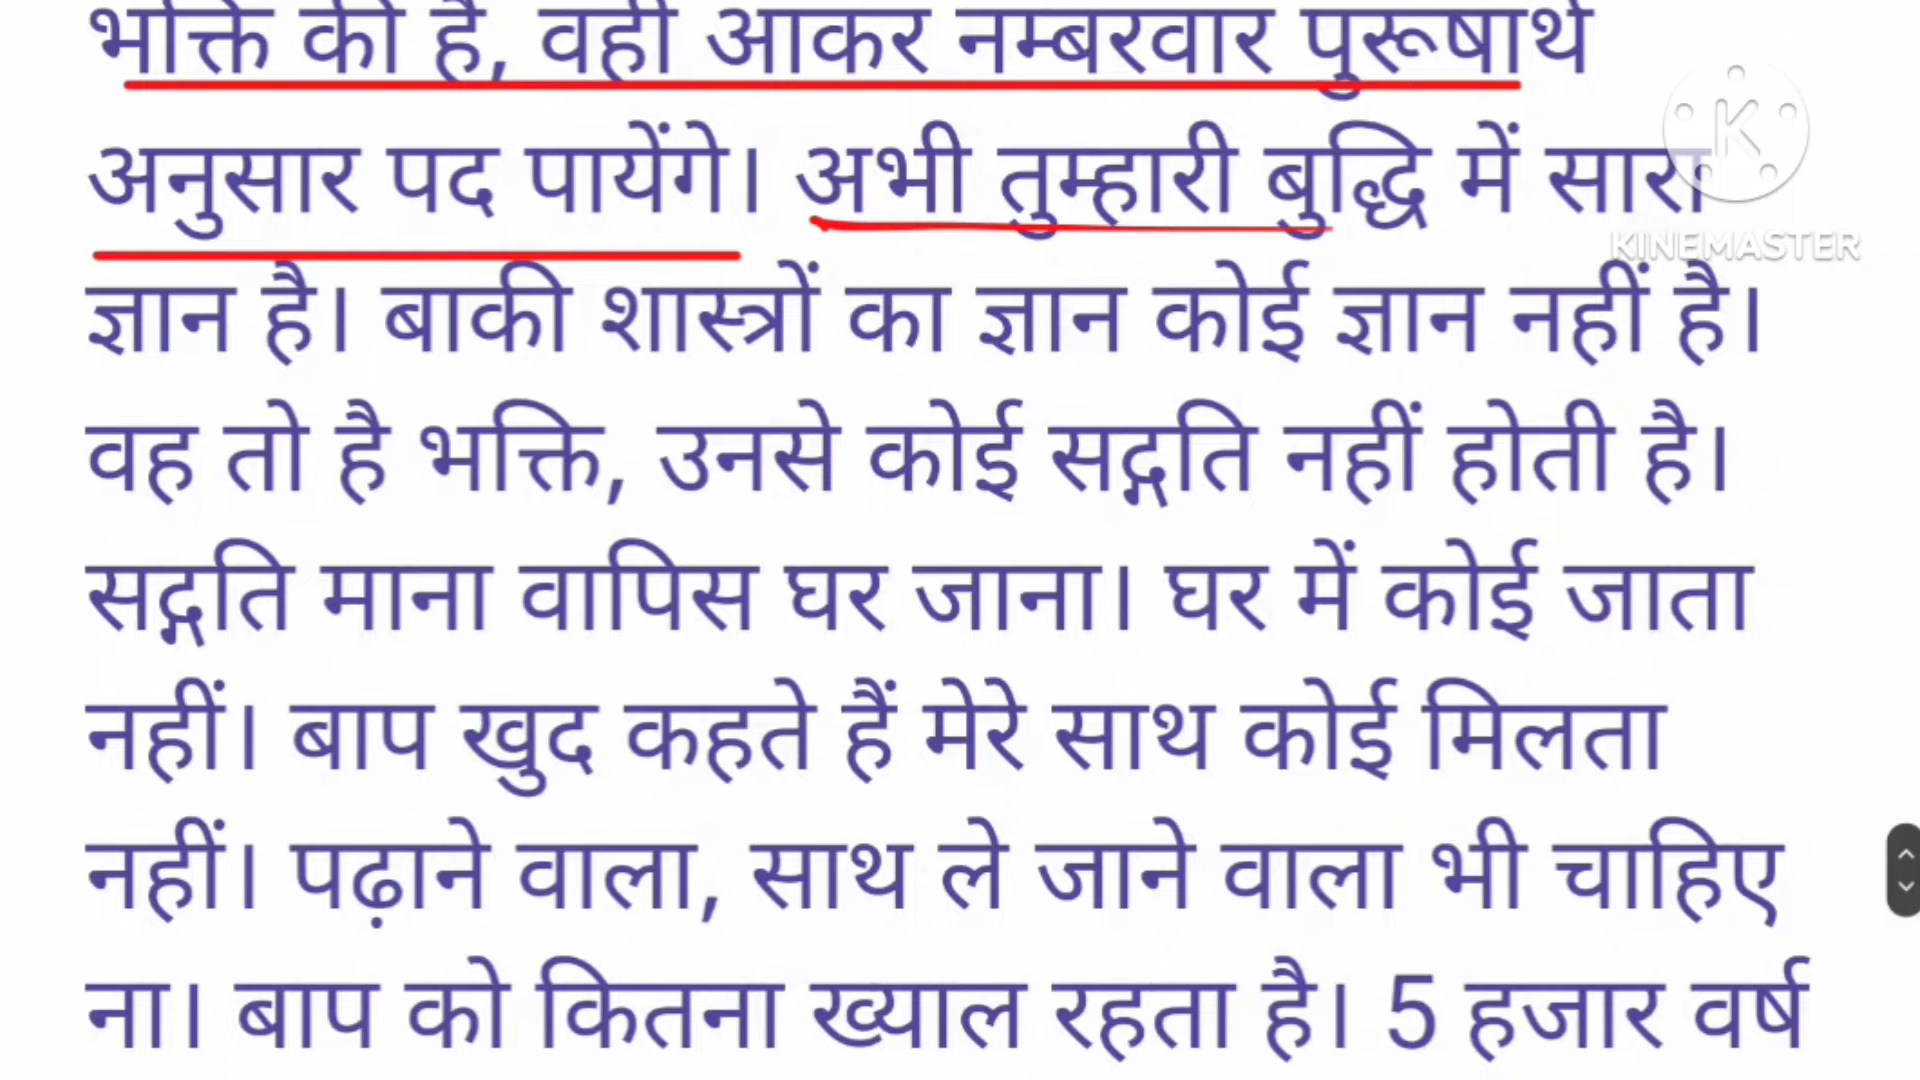 भक्ति की है, वही आकर नम्बरवार पुरूषार्थ
अनुसार पद पायेंगे। अभी तुम्हारी बुद्धि में सारा
KINEMASTER
ज्ञान है। बाकी शास्त्रों का ज्ञान कोई ज्ञान नहीं है।
वह तो है भक्ति, उनसे कोई सद्गति नहीं होती है।
सद्गति माना वापिस घर जाना। घर में कोई जाता
नहीं। बाप खुद कहते हैं मेरे साथ कोई मिलता
नहीं। पढ़ाने वाला, साथ ले जाने वाला भी चाहिए
ना। बाप को कितना ख्याल रहता है। 5 हजार वर्ष